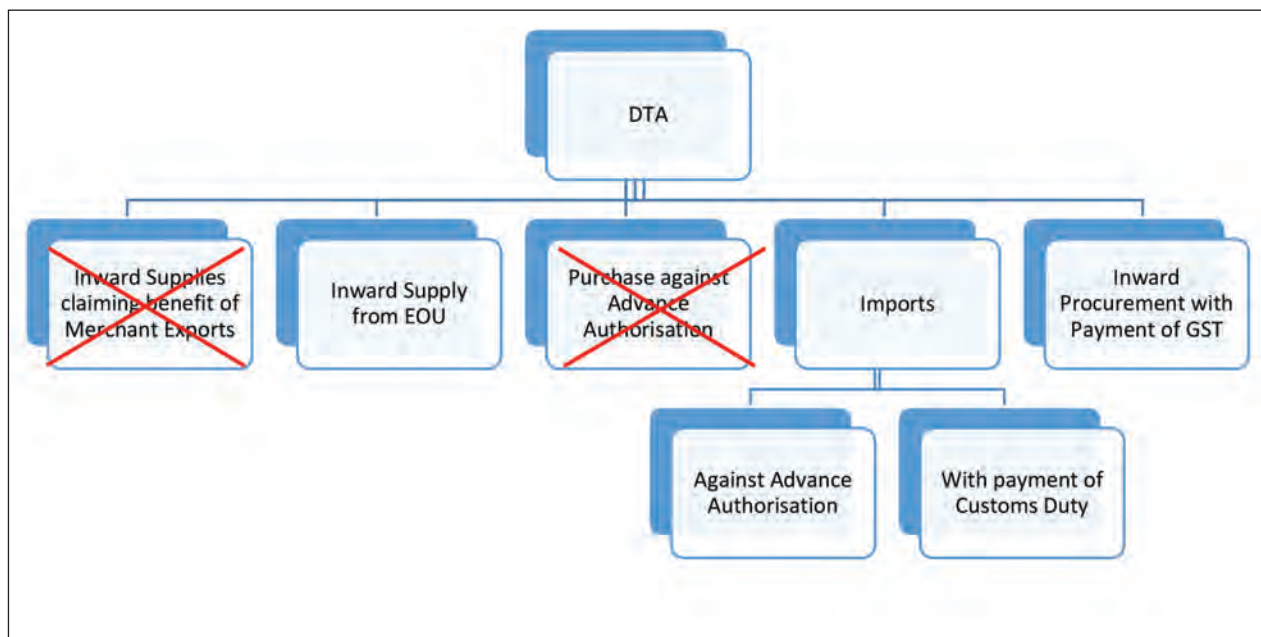 DTA
Inward Supplies
claiming benefit of
Merchant Exports
Inward Supply
from EOU
Purchase against
Advance
Authorisation
Imports
Inward
Procurement with
Payment of GST
Against Advance
Authorisation
With payment of
Customs Duty